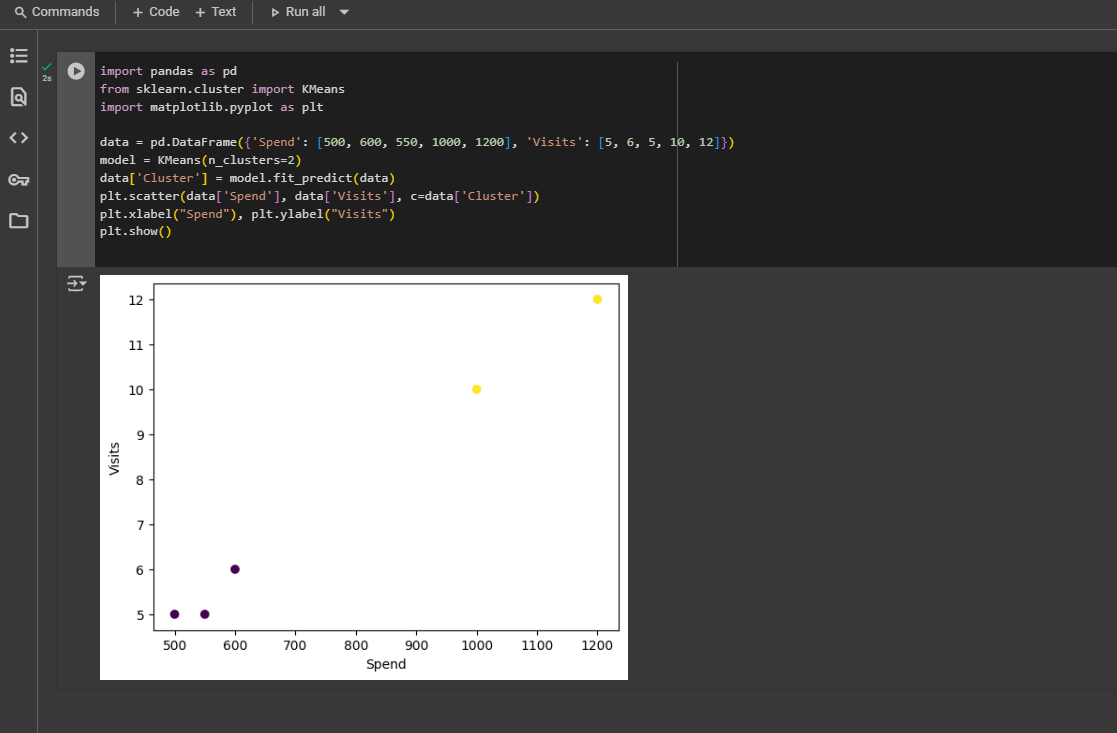 Commands + Code + Text Run all
2s
import pandas as pd
from sklearn.cluster import KMeans
import matplotlib.pyplot as plt
data = pd.DataFrame({'Spend': [500, 600, 550, 1000, 1200], 'Visits': [5, 6, 5, 10, 12]})
model = KMeans(n_clusters=2)
data['Cluster'] = model.fit_predict(data)
plt.scatter(data['Spend'], data['Visits'], c=data['Cluster'])
plt.xlabel("Spend"), plt.ylabel("Visits")
plt.show()
12
11
10
9
8
7
6
5
Visits
500 600 700 800 900 1000 1100 1200
Spend